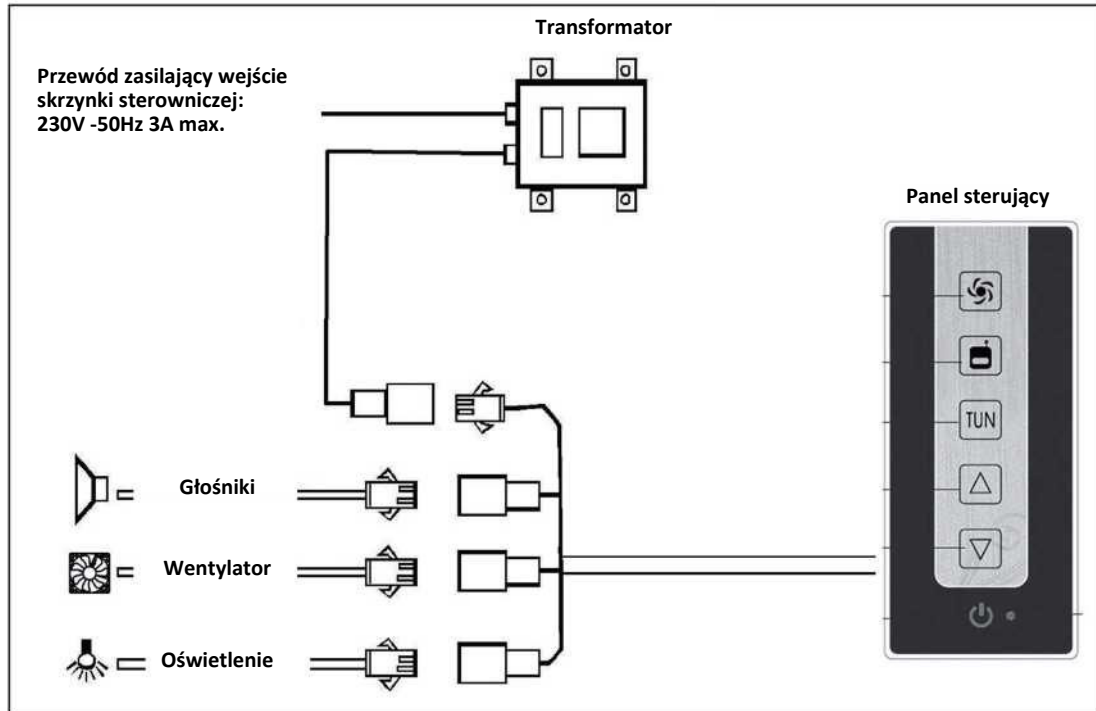 Transformator
Przewód zasilający wejście
skrzynki sterowniczej:
230V -50Hz 3A max.
Panel sterujący
TUN
Głośniki
Wentylator
Oświetlenie